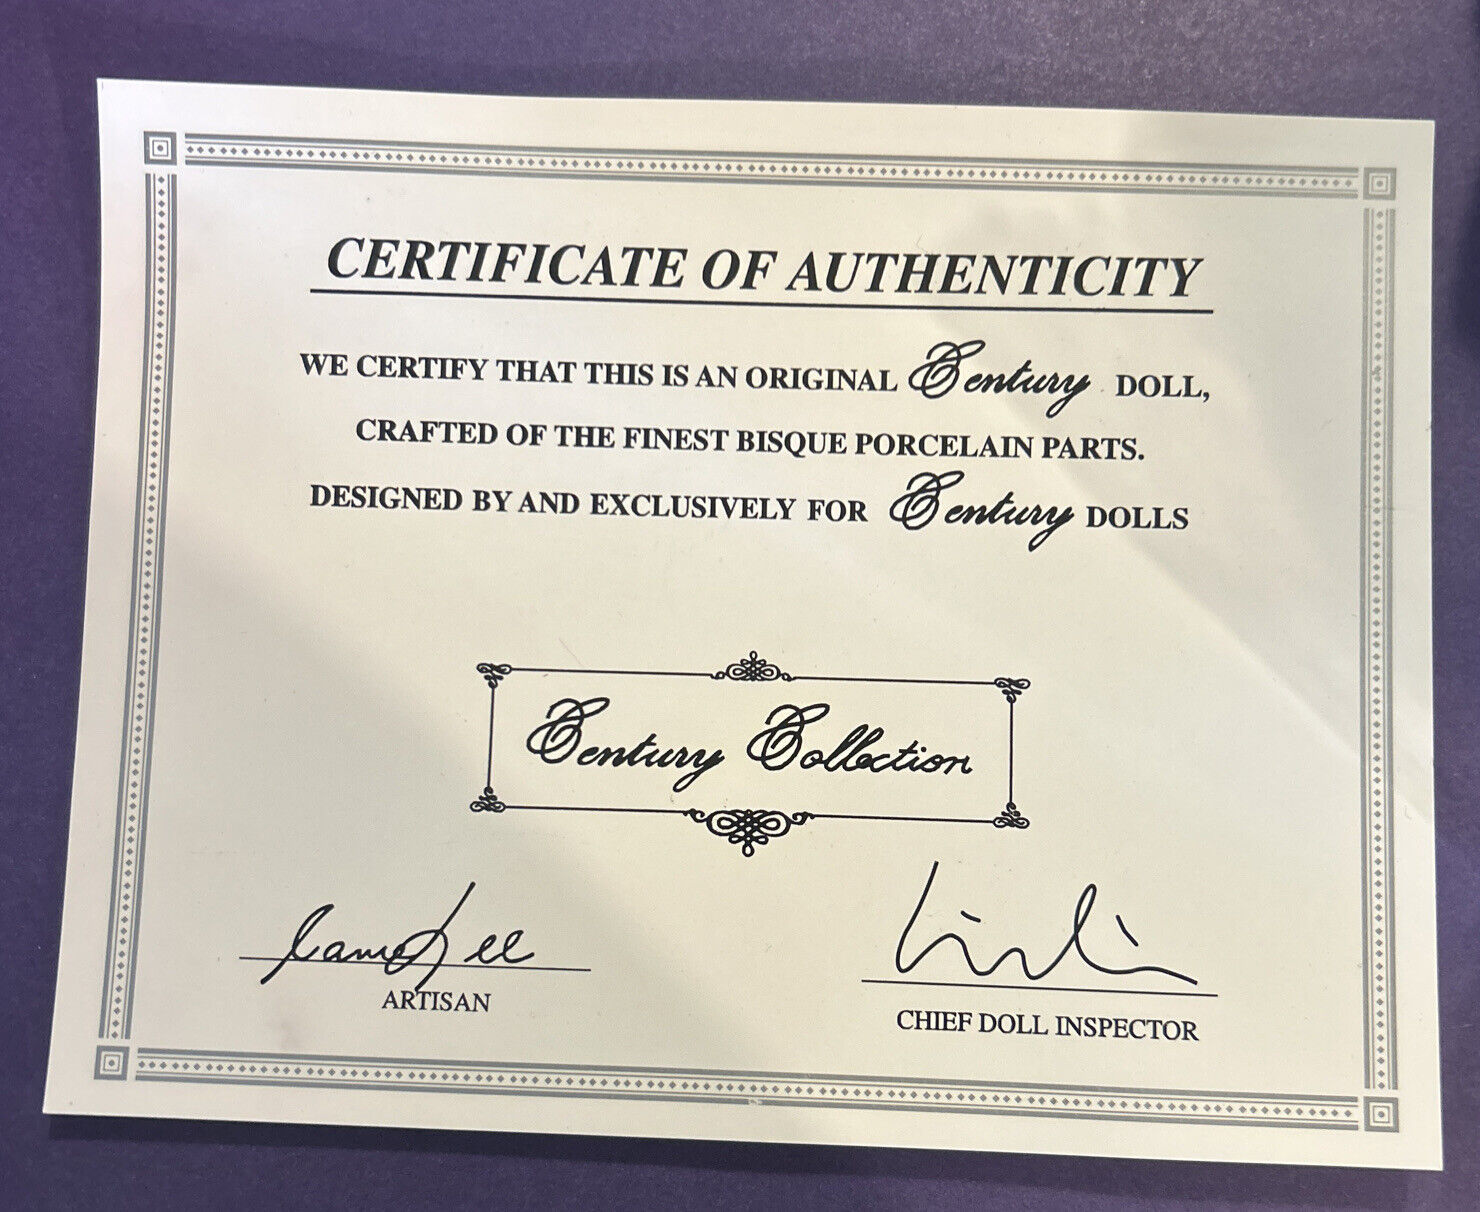 CERTIFICATE OF AUTHENTICITY
WE CERTIFY THAT THIS IS AN ORIGINAL Century DOLL,
CRAFTED OF THE FINEST BISQUE PORCELAIN PARTS.
DESIGNED BY AND EXCLUSIVELY FOR Century DOLLS
Century Collection
ARTISAN
CHIEF DOLL INSPECTOR